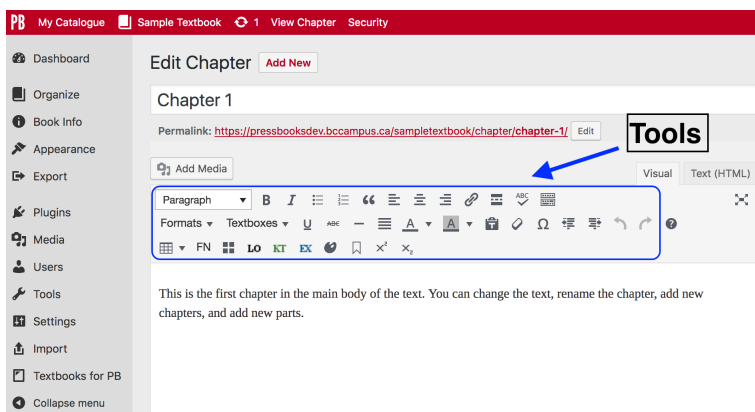 PB My Catalogue Sample Textbook 1 View Chapter Security
Dashboard
Organize
Book Info
Appearance
Export
Plugins
Media
Users
Tools
Settings
Import
Textbooks for PB
Collapse menu
Edit Chapter Add New
Chapter 1
Permalink: https://pressbooksdev.bccampus.ca/sampletextbook/chapter/chapter-1/ Edit
Tools
Add Media
Visual Text (HTML)
Paragraph B I “ ABC
Formats Textboxes U ABC A A T Ω ?
FN LO KT EX x² x₂
This is the first chapter in the main body of the text. You can change the text, rename the chapter, add new
chapters, and add new parts.